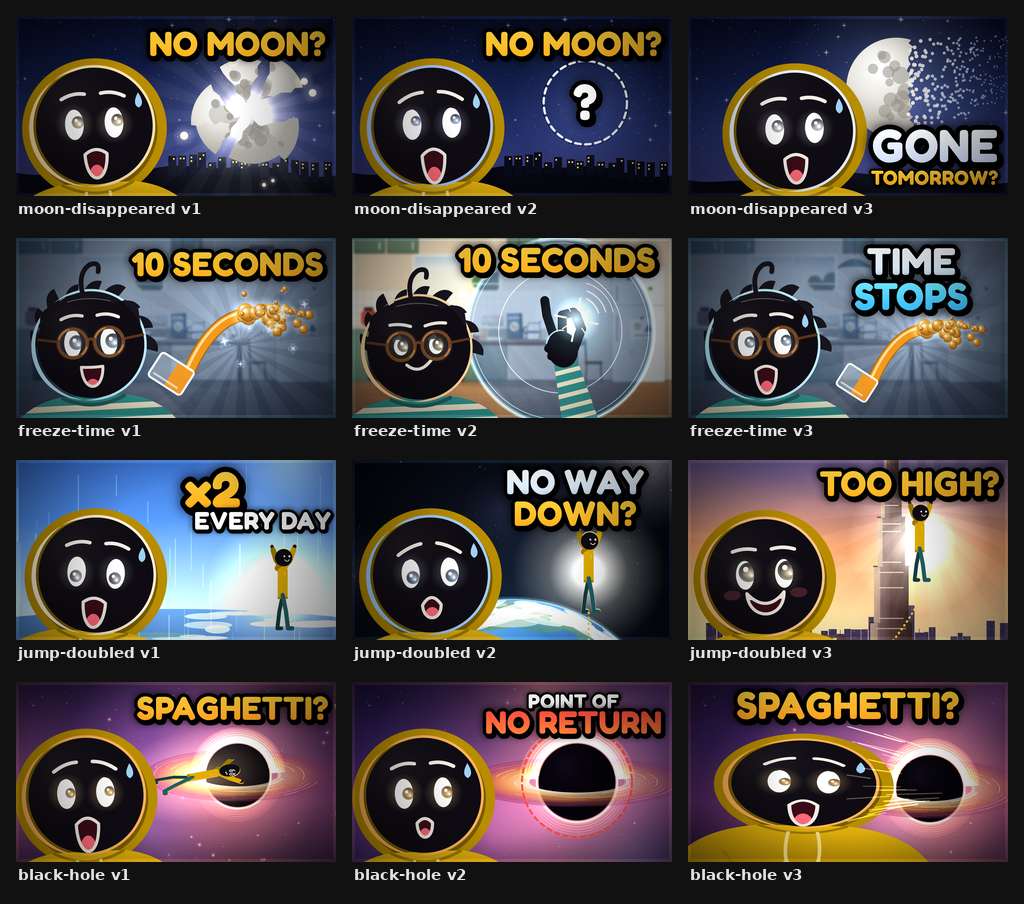 NO MOON?
moon-disappeared v1
NO MOON?
?
moon-disappeared v2
GONE
TOMORROW?
moon-disappeared v3
10 SECONDS
freeze-time v1
10 SECONDS
freeze-time v2
TIME
STOPS
freeze-time v3
x2
EVERY DAY
jump-doubled v1
NO WAY
DOWN?
jump-doubled v2
TOO HIGH?
jump-doubled v3
SPAGHETTI?
black-hole v1
POINT OF
NO RETURN
black-hole v2
SPAGHETTI?
black-hole v3